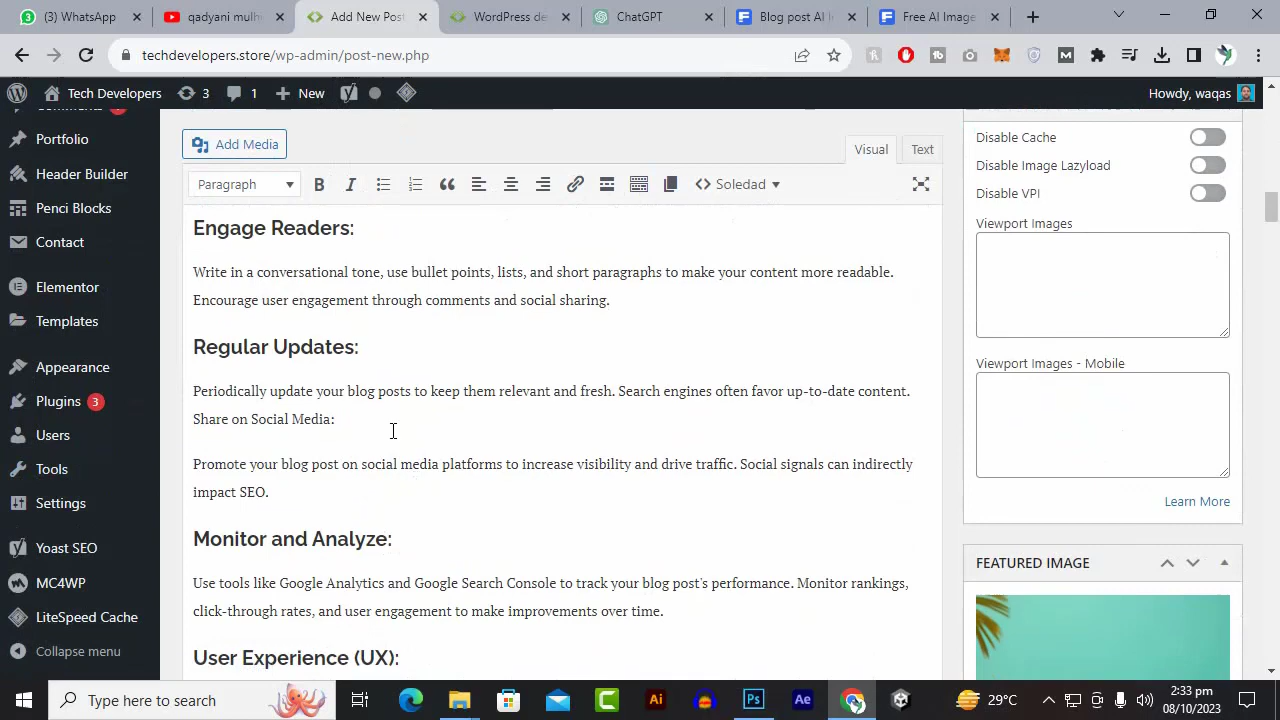 (3) WhatsApp
qadyani mulh
Add New Post
WordPress de
ChatGPT
Blog post AI I
Free AI Image
techdevelopers.store/wp-admin/post-new.php
Tech Developers
3
1
New
Howdy, waqas
Portfolio
Header Builder
Penci Blocks
Contact
Elementor
Templates
Appearance
Plugins 3
Users
Tools
Settings
Yoast SEO
MC4WP
LiteSpeed Cache
Collapse menu
Add Media
Visual
Text
Paragraph
Soledad
Engage Readers:
Write in a conversational tone, use bullet points, lists, and short paragraphs to make your content more readable.
Encourage user engagement through comments and social sharing.
Regular Updates:
Periodically update your blog posts to keep them relevant and fresh. Search engines often favor up-to-date content.
Share on Social Media:
Promote your blog post on social media platforms to increase visibility and drive traffic. Social signals can indirectly
impact SEO.
Monitor and Analyze:
Use tools like Google Analytics and Google Search Console to track your blog post's performance. Monitor rankings,
click-through rates, and user engagement to make improvements over time.
User Experience (UX):
Disable Cache
Disable Image Lazyload
Disable VPI
Viewport Images
Viewport Images - Mobile
Learn More
FEATURED IMAGE
Type here to search
29°C
2:33 pm
08/10/2023